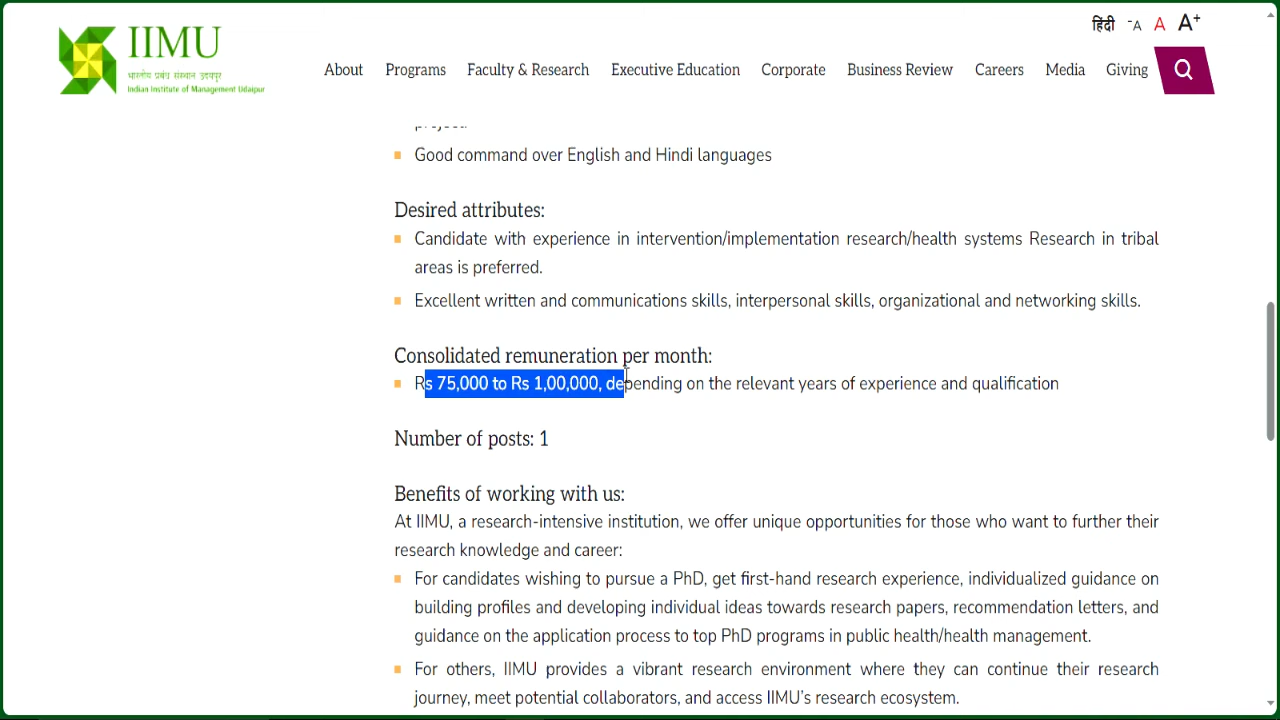 हिंदी -A A A+
IIMU
भारतीय प्रबंध संस्थान उदयपुर
Indian Institute of Management Udaipur
About Programs Faculty & Research Executive Education Corporate Business Review Careers Media Giving
Good command over English and Hindi languages
Desired attributes:
Candidate with experience in intervention/implementation research/health systems Research in tribal
areas is preferred.
Excellent written and communications skills, interpersonal skills, organizational and networking skills.
Consolidated remuneration per month:
Rs 75,000 to Rs 1,00,000, depending on the relevant years of experience and qualification
Number of posts: 1
Benefits of working with us:
At IIMU, a research-intensive institution, we offer unique opportunities for those who want to further their
research knowledge and career:
For candidates wishing to pursue a PhD, get first-hand research experience, individualized guidance on
building profiles and developing individual ideas towards research papers, recommendation letters, and
guidance on the application process to top PhD programs in public health/health management.
For others, IIMU provides a vibrant research environment where they can continue their research
journey, meet potential collaborators, and access IIMU's research ecosystem.